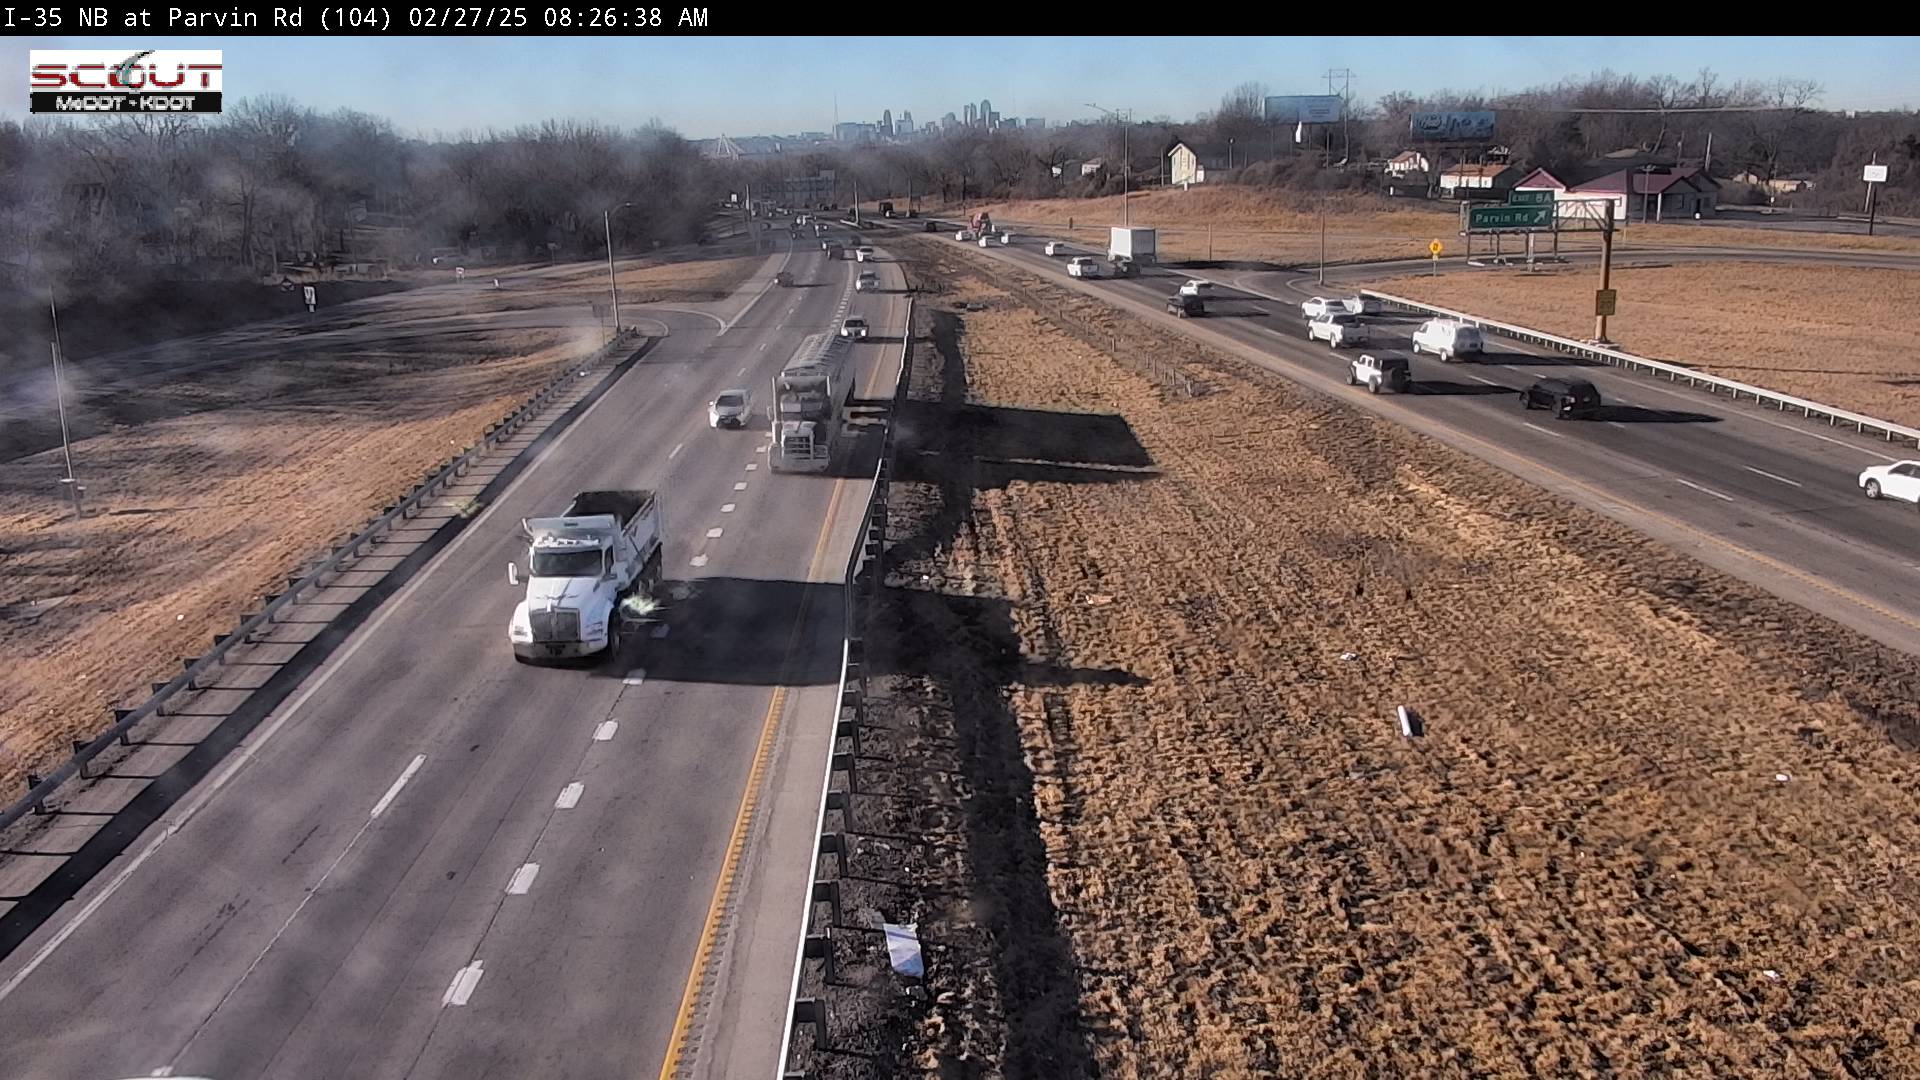 I-35 NB at Parvin Rd (104) 02/27/25 08:26:38 AM
SCOUT
MoDOT - KDOT
EXIT 8A
Parvin Rd